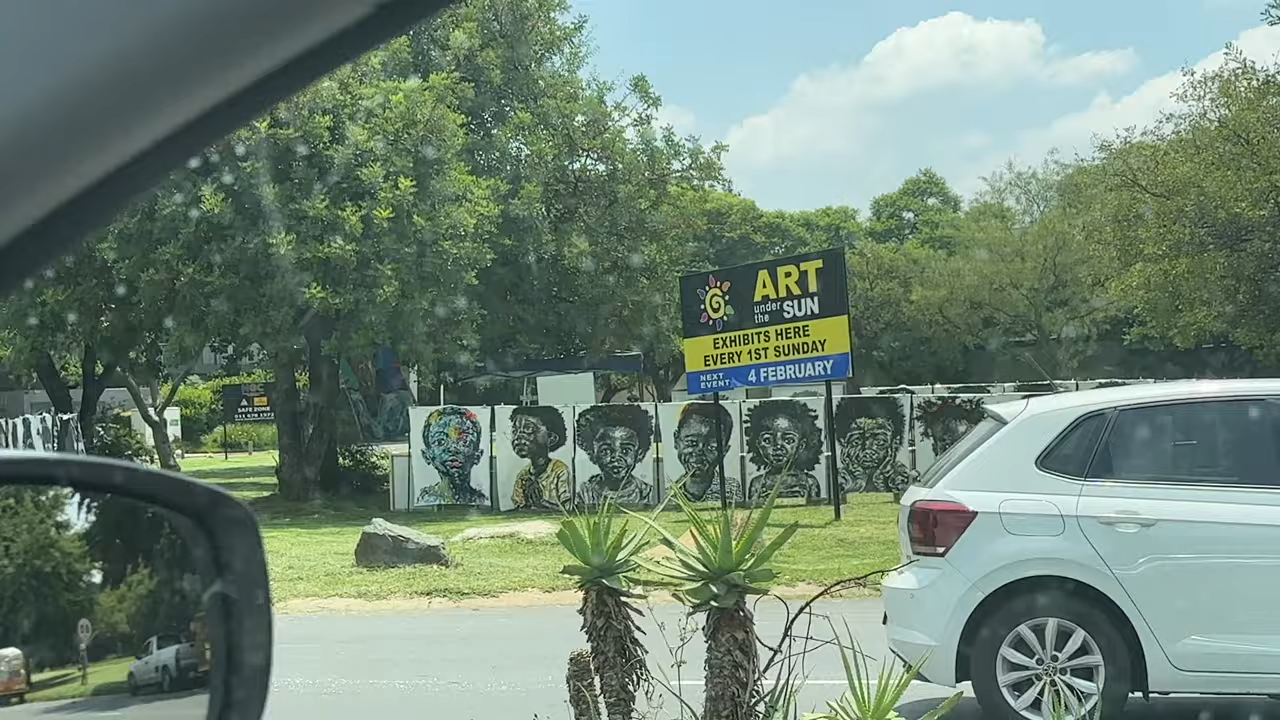 ART
under
the SUN
EXHIBITS HERE
EVERY 1ST SUNDAY
NEXT
EVENT 4 FEBRUARY
SAFE ZONE